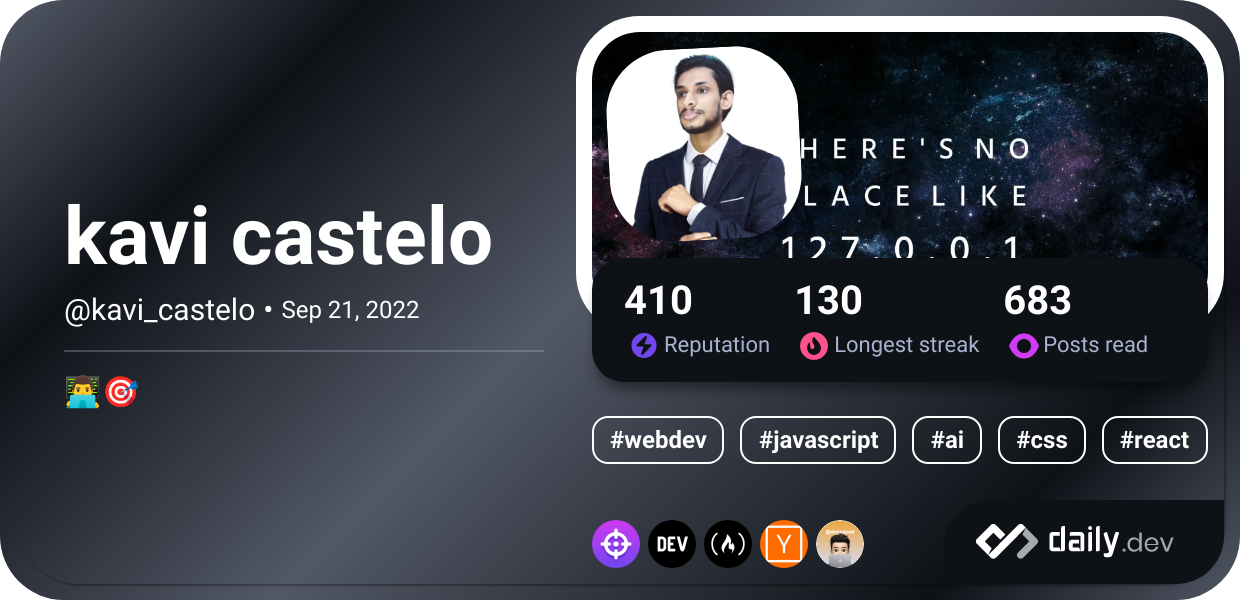 kavi castelo
@kavi_castelo • Sep 21, 2022
HERE'S NO
LACE LIKE
127.0.0.1
410
Reputation
130
Longest streak
683
Posts read
#webdev
#javascript
#ai
#css
#react
DEV
Y
daily.dev